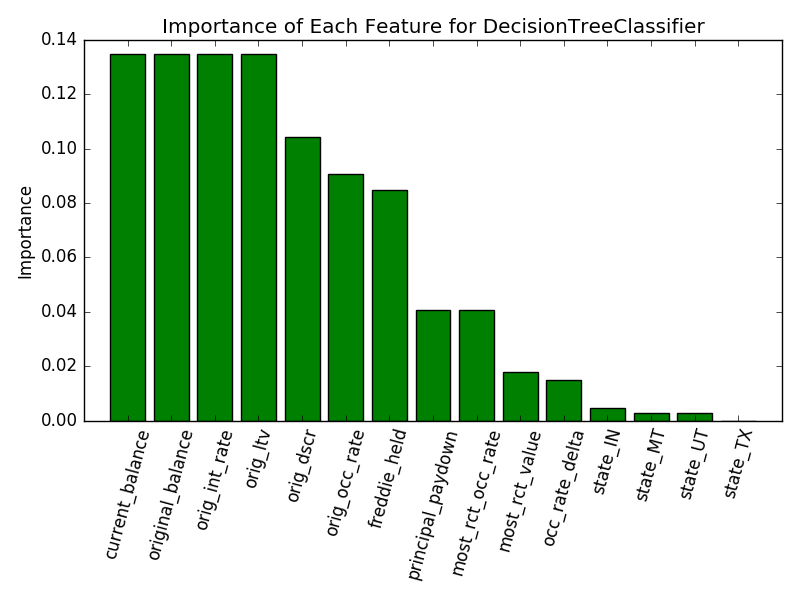 Importance of Each Feature for DecisionTreeClassifier
Importance
0.14
0.12
0.10
0.08
0.06
0.04
0.02
0.00
current_balance
original_balance
orig_int_rate
orig_ltv
orig_dscr
orig_occ_rate
freddie_held
principal_paydown
most_rct_occ_rate
most_rct_value
occ_rate_delta
state_IN
state_MT
state_UT
state_TX